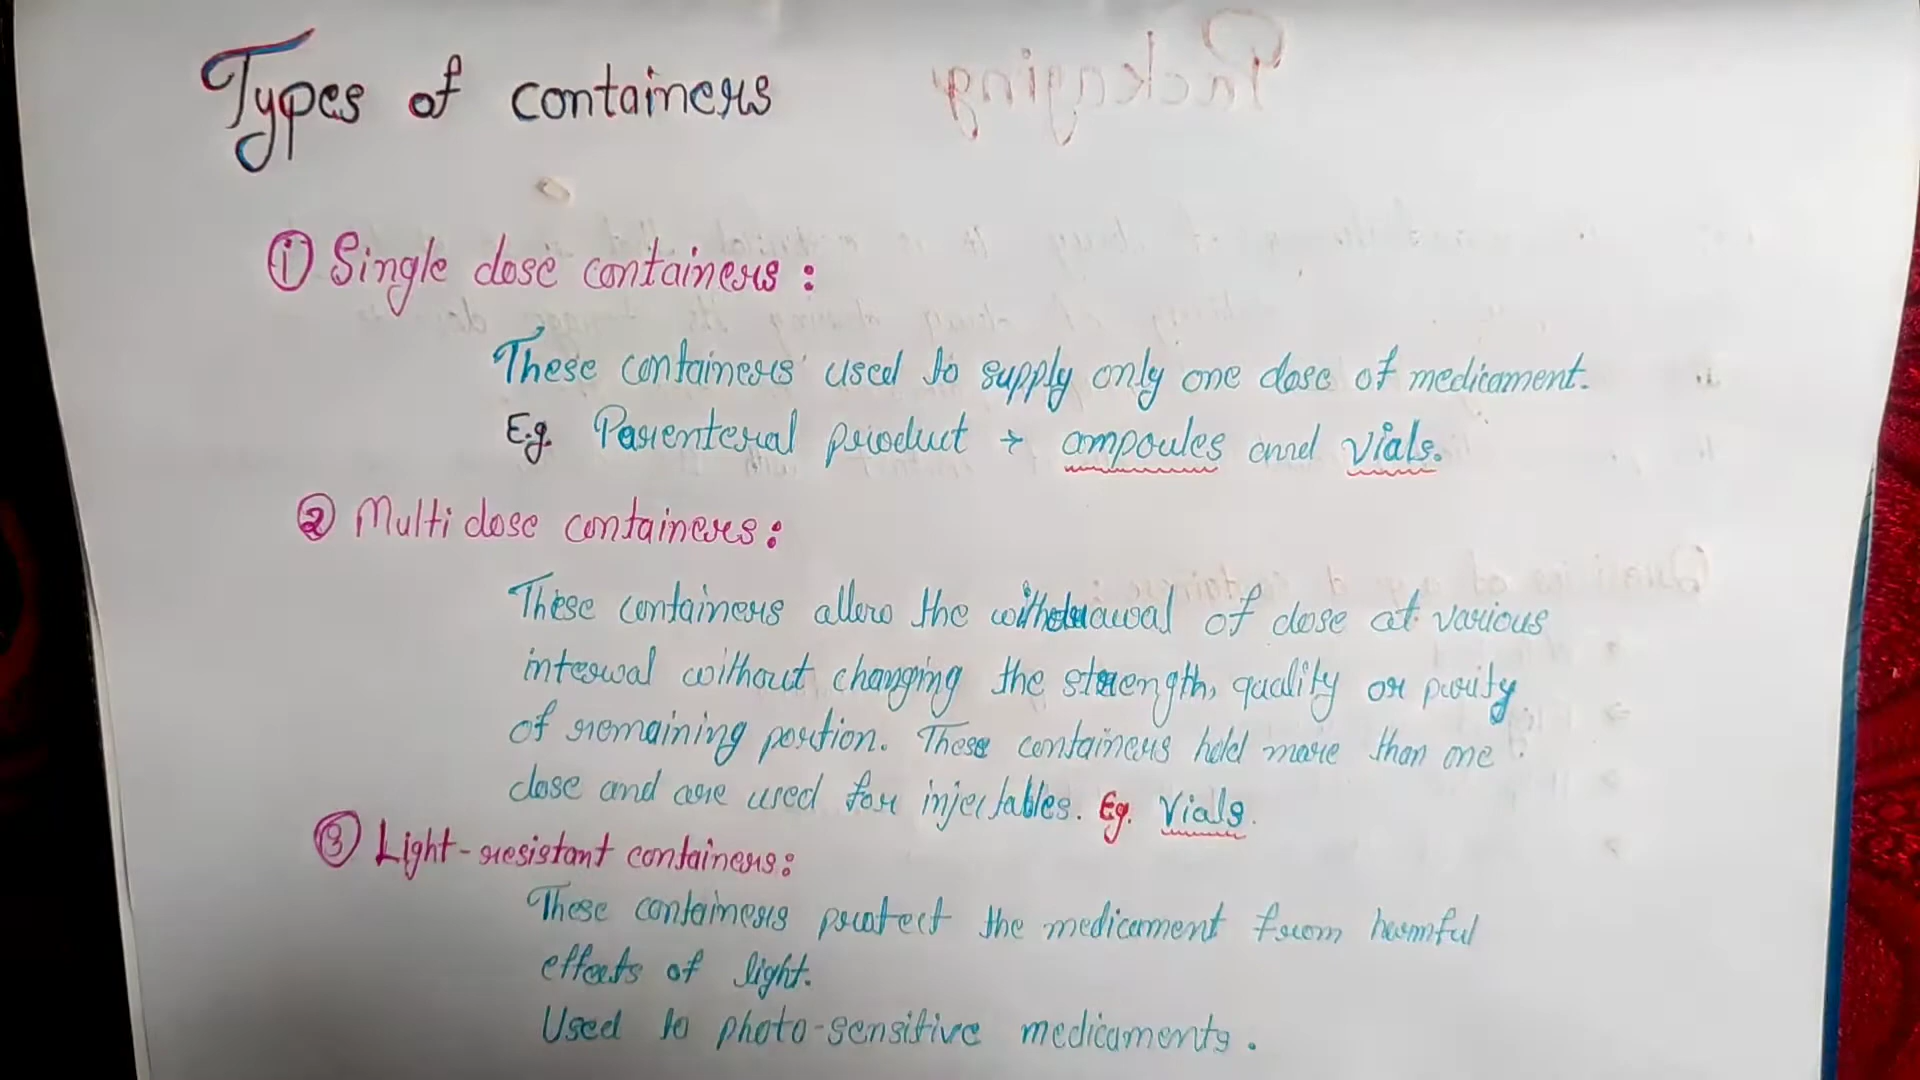 Types of containers
Packaging
① Single dose containers :
These containers used to supply only one dose of medicament.
E.g. Parenteral product → ampoules and vials.
② Multi dose containers :
These containers allow the withdrawal of dose at various
interval without changing the strength, quality or purity
of remaining portion. These containers hold more than one
dose and are used for injectables. Eg. Vials.
③ Light-resistant containers :
These containers protect the medicament from harmful
effects of light.
Used to photo-sensitive medicaments.